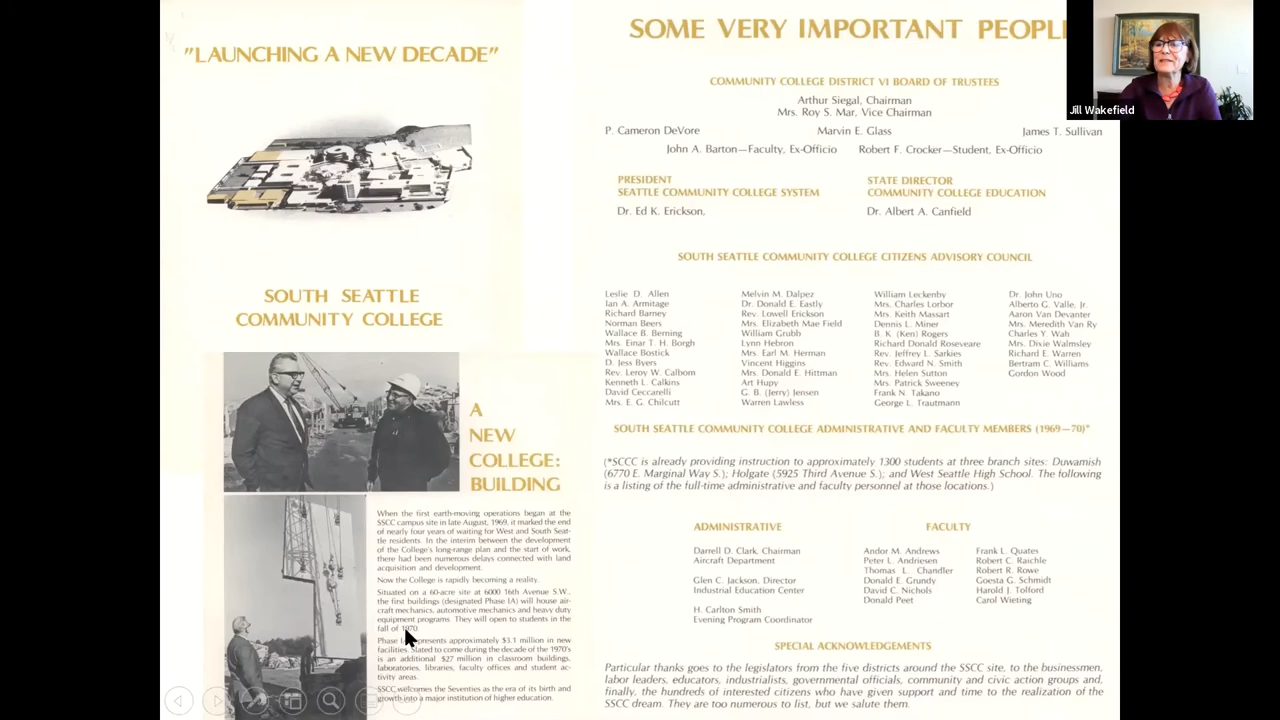 "LAUNCHING A NEW DECADE"
SOUTH SEATTLE
COMMUNITY COLLEGE
A
NEW
COLLEGE:
BUILDING
When the first earth-moving operations began at the
SSCC campus site in late August, 1969, it marked the end
of nearly four years of waiting for West and South Seat-
tle residents. In the interim between the development
of the College's long-range plan and the start of work,
there had been numerous delays connected with land
acquisition and development.
Now the College is rapidly becoming a reality.
Situated on a 60-acre site at 6000 16th Avenue S.W.,
the first buildings (designated Phase IA) will house air-
craft mechanics, automotive mechanics and heavy duty
equipment programs. They will open to students in the
fall of 1970.
Phase represents approximately $3.1 million in new
facilities. Slated to come during the decade of the 1970's
is an additional $27 million in classroom buildings,
laboratories, libraries, faculty offices and student ac-
tivity areas.
SSCC welcomes the Seventies as the era of its birth and
growth into a major institution of higher education.
SOME VERY IMPORTANT PEOPL
COMMUNITY COLLEGE DISTRICT VI BOARD OF TRUSTEES
Arthur Siegal, Chairman
Mrs. Roy S. Mar, Vice Chairman
P. Cameron DeVore Marvin E. Glass James T. Sullivan
John A. Barton—Faculty, Ex-Officio Robert F. Crocker—Student, Ex-Officio
PRESIDENT
SEATTLE COMMUNITY COLLEGE SYSTEM
Dr. Ed K. Erickson,
STATE DIRECTOR
COMMUNITY COLLEGE EDUCATION
Dr. Albert A. Canfield
SOUTH SEATTLE COMMUNITY COLLEGE CITIZENS ADVISORY COUNCIL
Leslie D. Allen
Ian A. Armitage
Richard Barney
Norman Beers
Wallace B. Berning
Mrs. Einar T. H. Borgh
Wallace Bostick
D. Jess Byers
Rev. Leroy W. Calbom
Kenneth L. Calkins
David Ceccarelli
Mrs. E. G. Chilcutt
Melvin M. Dalpez
Dr. Donald E. Eastly
Rev. Lowell Erickson
Mrs. Elizabeth Mae Field
William Grubb
Lynn Hebron
Mrs. Earl M. Herman
Vincent Higgins
Mrs. Donald E. Hittman
Art Hupy
G. B. (Jerry) Jensen
Warren Lawless
William Leckenby
Mrs. Charles Lorbor
Mrs. Keith Massart
Dennis L. Miner
B. K. (Ken) Rogers
Richard Donald Roseveare
Rev. Jeffrey L. Sarkies
Rev. Edward N. Smith
Mrs. Helen Sutton
Mrs. Patrick Sweeney
Frank N. Takano
George L. Trautmann
Dr. John Uno
Alberto G. Valle, Jr.
Aaron Van Devanter
Mrs. Meredith Van Ry
Charles Y. Wah
Mrs. Dixie Walmsley
Richard E. Warren
Bertram C. Williams
Gordon Wood
SOUTH SEATTLE COMMUNITY COLLEGE ADMINISTRATIVE AND FACULTY MEMBERS (1969—70)*
(*SCCC is already providing instruction to approximately 1300 students at three branch sites: Duwamish
(6770 E. Marginal Way S.); Holgate (5925 Third Avenue S.), and West Seattle High School. The following
is a listing of the full-time administrative and faculty personnel at those locations.)
ADMINISTRATIVE
Darrell D. Clark, Chairman
Aircraft Department
Glen C. Jackson, Director
Industrial Education Center
H. Carlton Smith
Evening Program Coordinator
FACULTY
Andor M. Andrews
Peter L. Andriesen
Thomas L. Chandler
Donald E. Grundy
David C. Nichols
Donald Peet
Frank L. Quates
Robert C. Raichle
Robert R. Rowe
Goesta G. Schmidt
Harold J. Tolford
Carol Wieting
SPECIAL ACKNOWLEDGEMENTS
Particular thanks goes to the legislators from the five districts around the SSCC site, to the businessmen,
labor leaders, educators, industrialists, governmental officials, community and civic action groups and,
finally, the hundreds of interested citizens who have given support and time to the realization of the
SSCC dream. They are too numerous to list, but we salute them.
Jill Wakefield